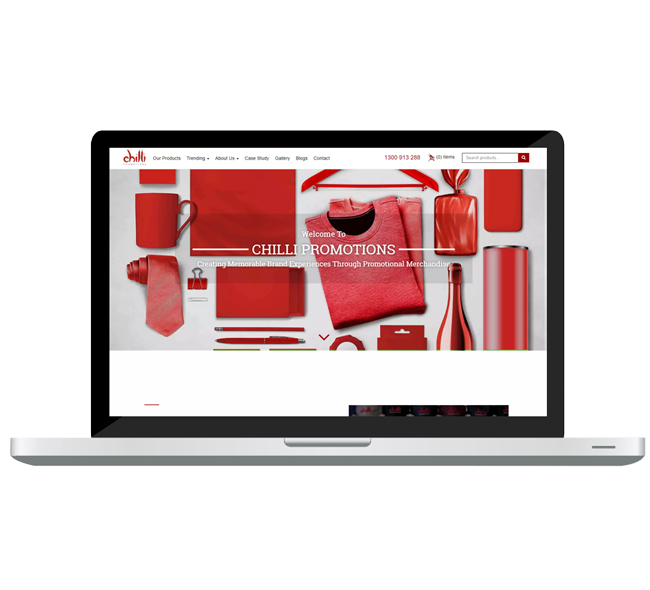 chilli
PROMOTIONS
Our Products Trending About Us Case Study Gallery Blogs Contact 1300 913 288 (0) Items Search products...
Welcome To
CHILLI PROMOTIONS
Creating Memorable Brand Experiences Through Promotional Merchandise